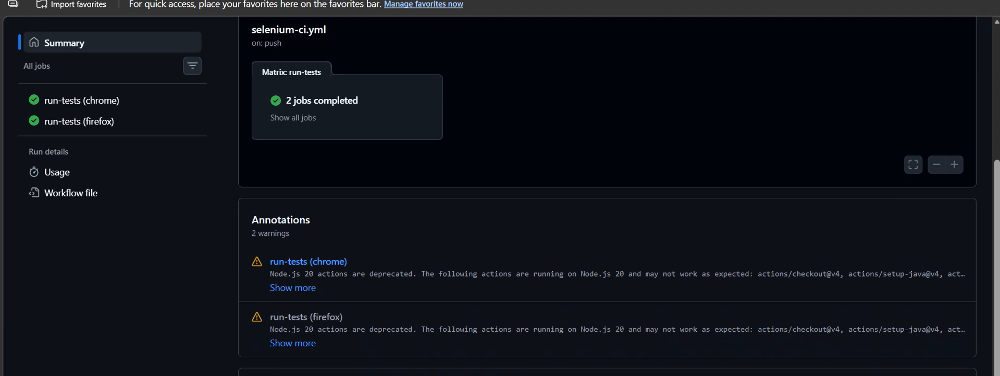 Import favorites
For quick access, place your favorites here on the favorites bar. Manage favorites now
Summary
All jobs
run-tests (chrome)
run-tests (firefox)
Run details
Usage
Workflow file
selenium-ci.yml
on: push
Matrix: run-tests
2 jobs completed
Show all jobs
Annotations
2 warnings
run-tests (chrome)
Node.js 20 actions are deprecated. The following actions are running on Node.js 20 and may not work as expected: actions/checkout@v4, actions/setup-java@v4, act…
Show more
run-tests (firefox)
Node.js 20 actions are deprecated. The following actions are running on Node.js 20 and may not work as expected: actions/checkout@v4, actions/setup-java@v4, act…
Show more